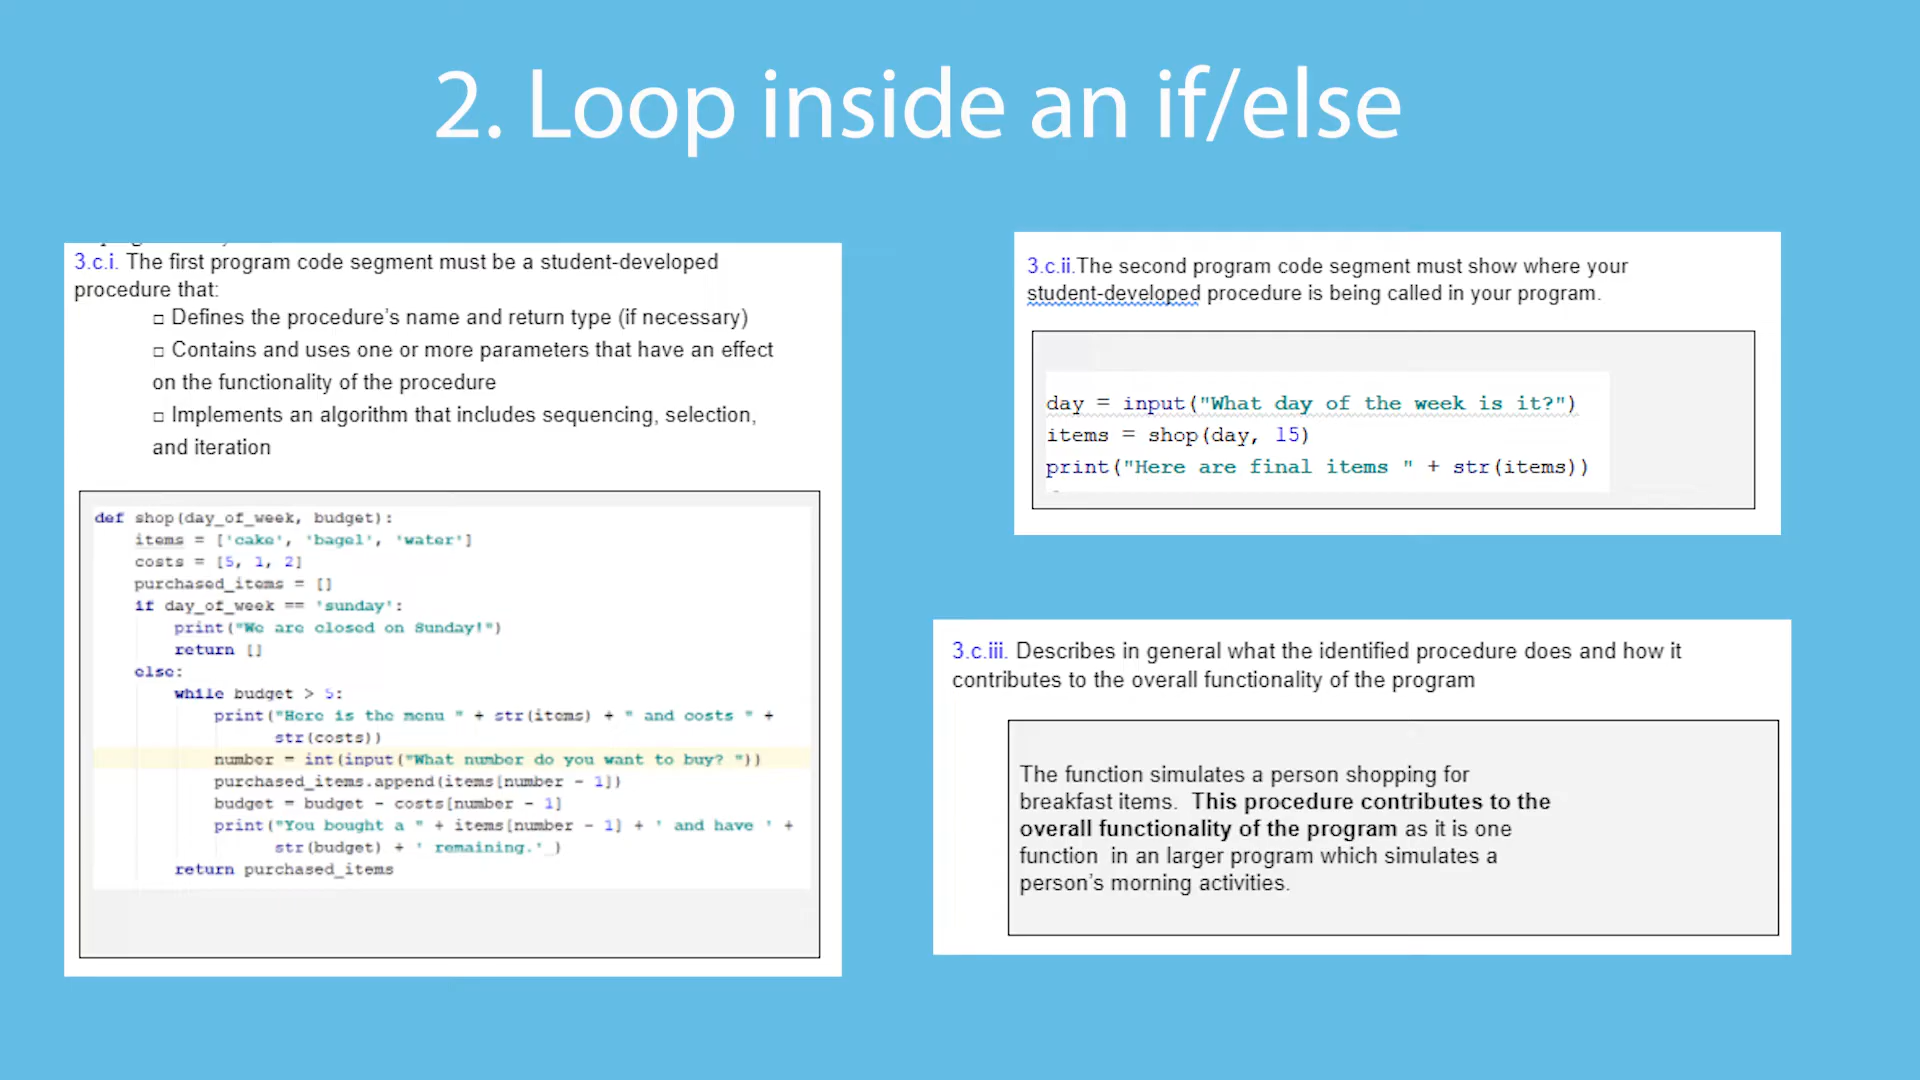 2. Loop inside an if/else
3.c.i. The first program code segment must be a student-developed
procedure that:
□ Defines the procedure's name and return type (if necessary)
□ Contains and uses one or more parameters that have an effect
on the functionality of the procedure
□ Implements an algorithm that includes sequencing, selection,
and iteration
def shop(day_of_week, budget):
items = ['cake', 'bagel', 'water']
costs = [5, 1, 2]
purchased_items = []
if day_of_week == 'sunday':
print("We are closed on Sunday!")
return []
else:
while budget > 5:
print("Here is the menu " + str(items) + " and costs " +
str(costs))
number = int(input("What number do you want to buy? "))
purchased_items.append(items[number - 1])
budget = budget - costs[number - 1]
print("You bought a " + items[number - 1] + ' and have ' +
str(budget) + ' remaining.' )
return purchased_items
3.c.ii.The second program code segment must show where your
student-developed procedure is being called in your program.
day = input("What day of the week is it?")
items = shop(day, 15)
print("Here are final items " + str(items))
3.c.iii. Describes in general what the identified procedure does and how it
contributes to the overall functionality of the program
The function simulates a person shopping for
breakfast items. This procedure contributes to the
overall functionality of the program as it is one
function in an larger program which simulates a
person's morning activities.